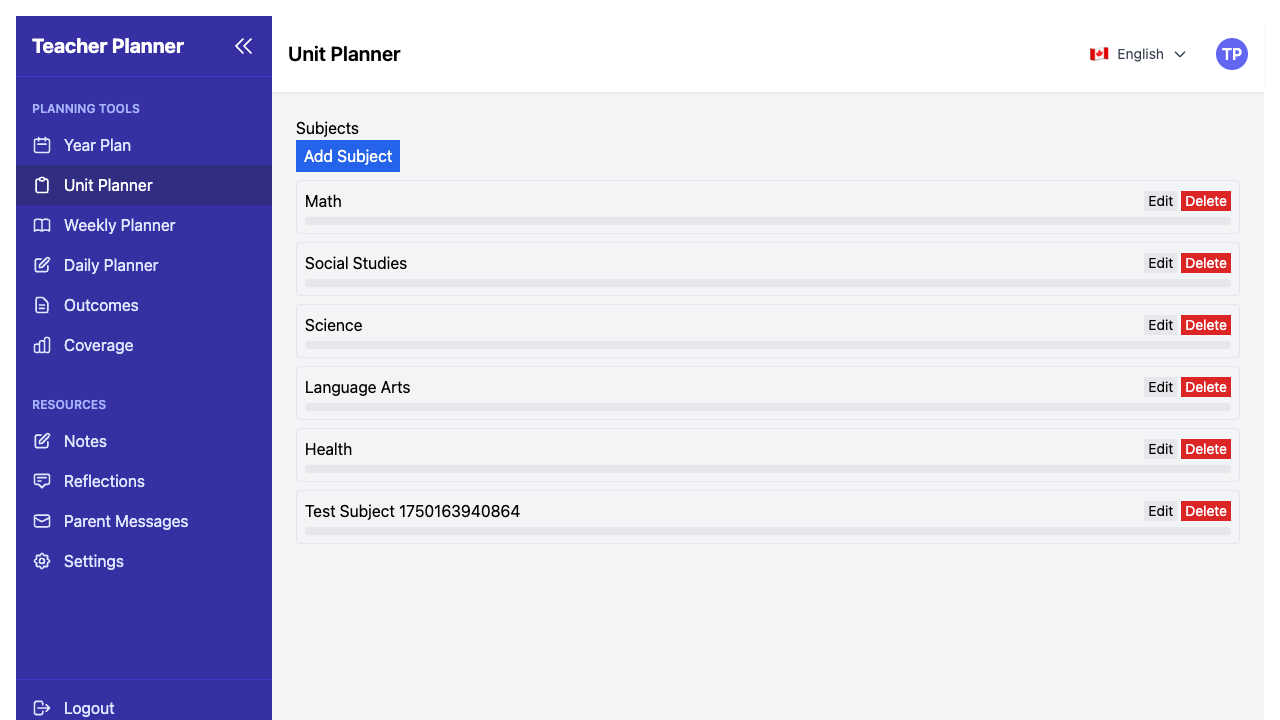 Teacher Planner
PLANNING TOOLS
Year Plan
Unit Planner
Weekly Planner
Daily Planner
Outcomes
Coverage
RESOURCES
Notes
Reflections
Parent Messages
Settings
Logout
Unit Planner
English
TP
Subjects
Add Subject
Math Edit Delete
Social Studies Edit Delete
Science Edit Delete
Language Arts Edit Delete
Health Edit Delete
Test Subject 1750163940864 Edit Delete